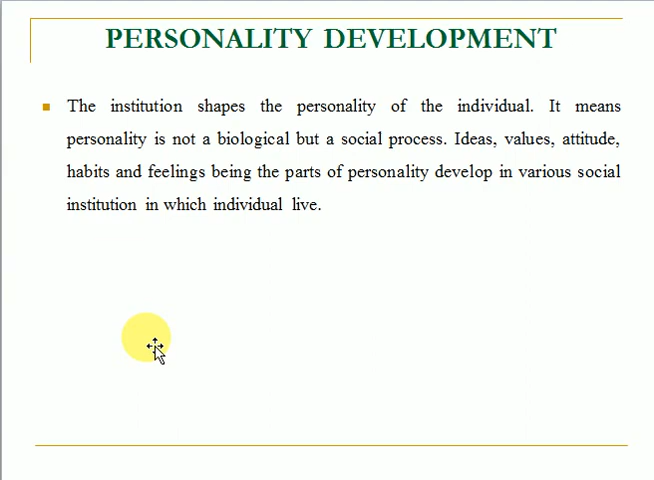 PERSONALITY DEVELOPMENT
The institution shapes the personality of the individual. It means
personality is not a biological but a social process. Ideas, values, attitude,
habits and feelings being the parts of personality develop in various social
institution in which individual live.